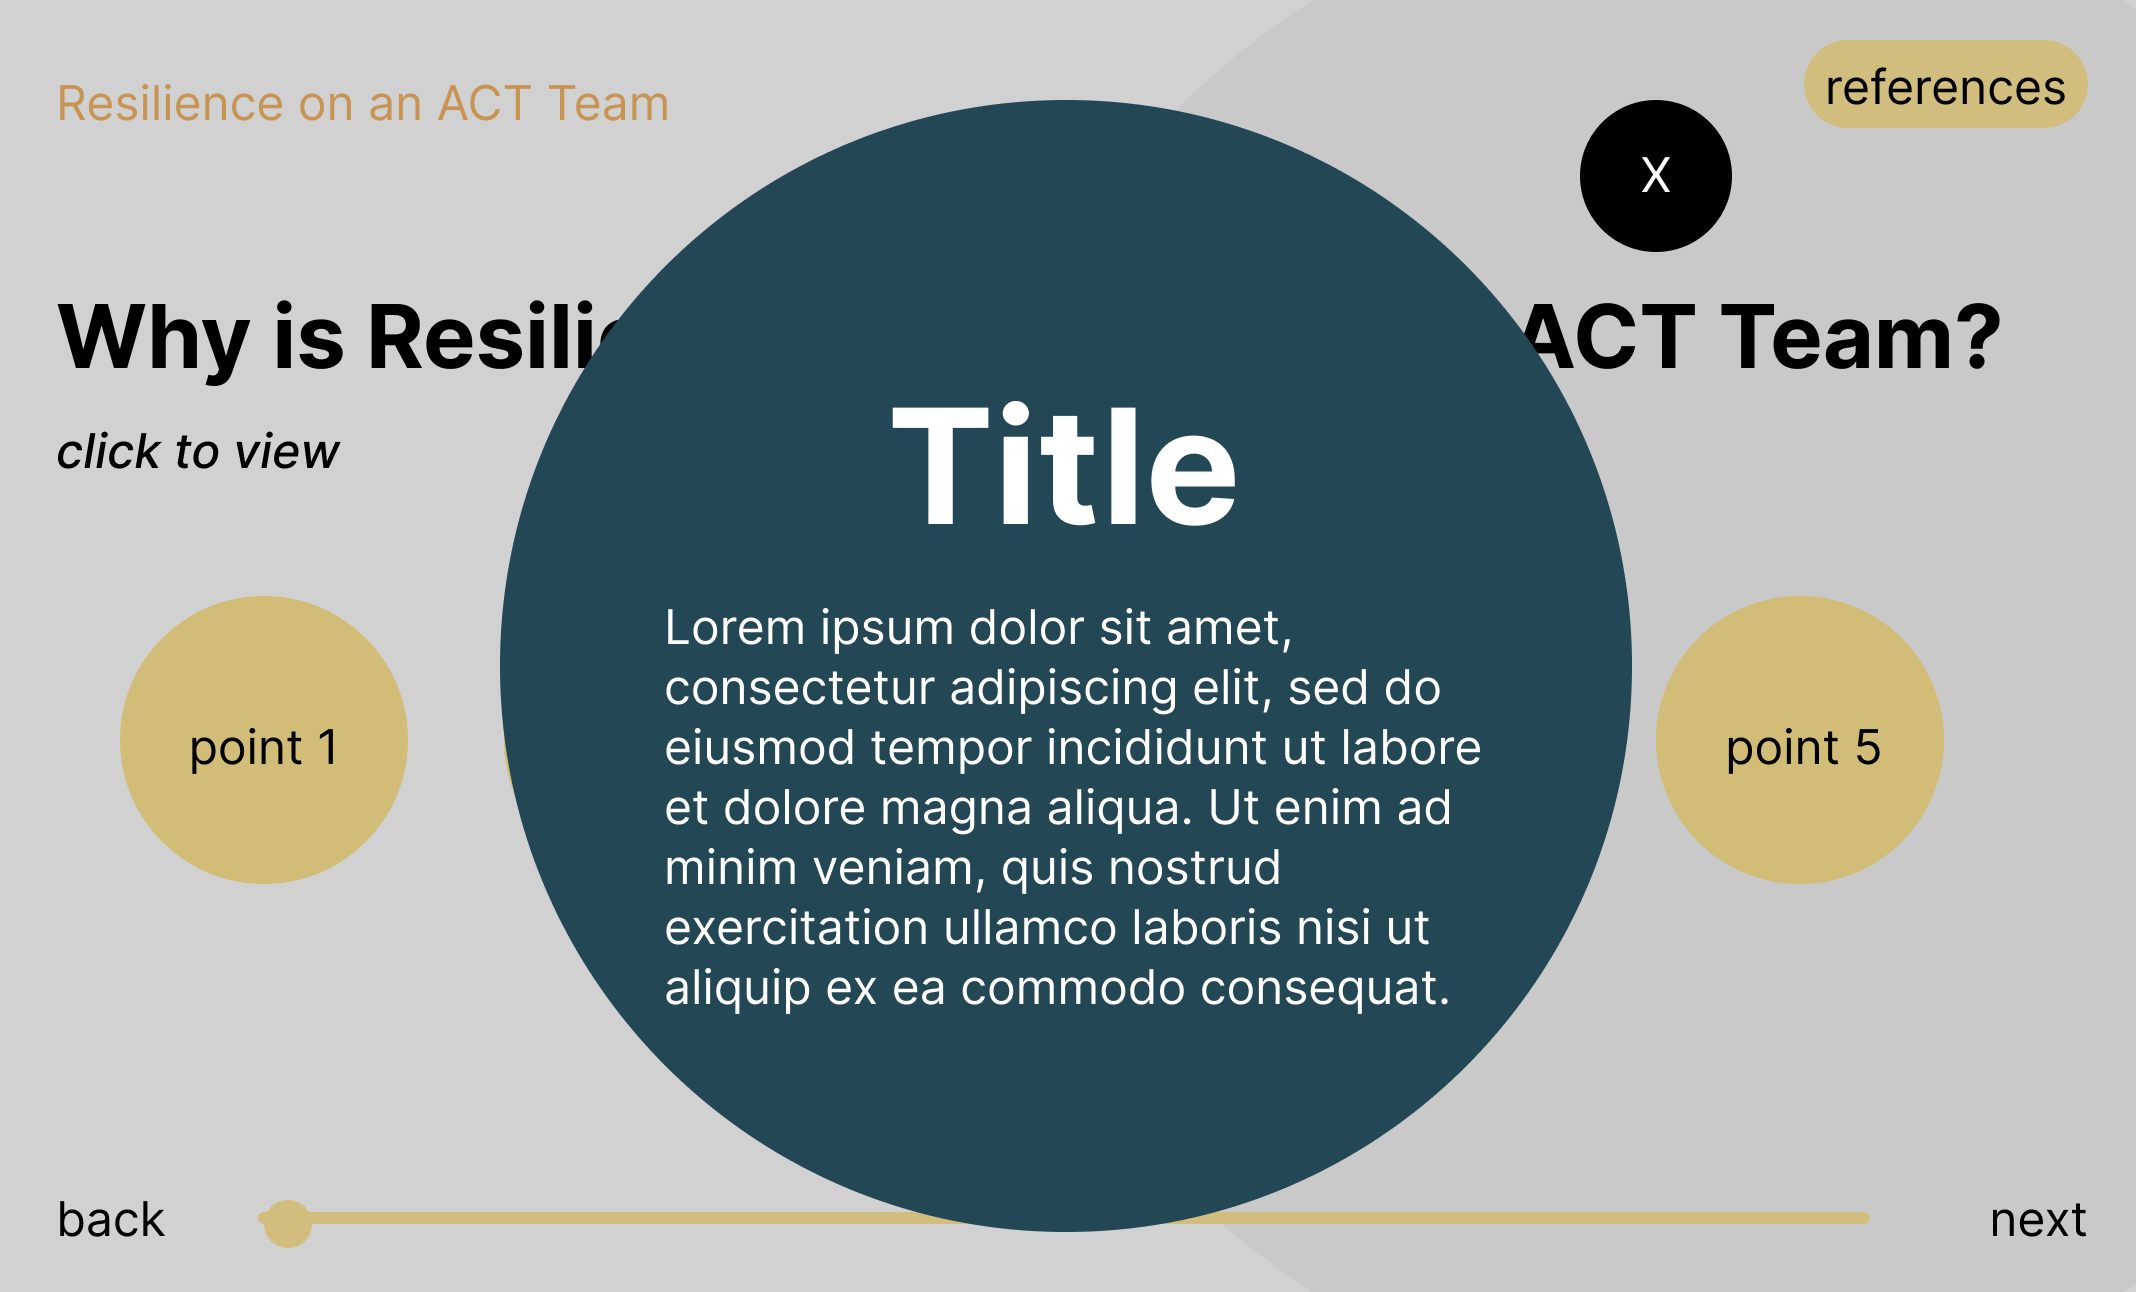 Resilience on an ACT Team
references
X
Why is Resili ACT Team?
click to view
Title
Lorem ipsum dolor sit amet,
consectetur adipiscing elit, sed do
eiusmod tempor incididunt ut labore
et dolore magna aliqua. Ut enim ad
minim veniam, quis nostrud
exercitation ullamco laboris nisi ut
aliquip ex ea commodo consequat.
point 1
point 5
back
next